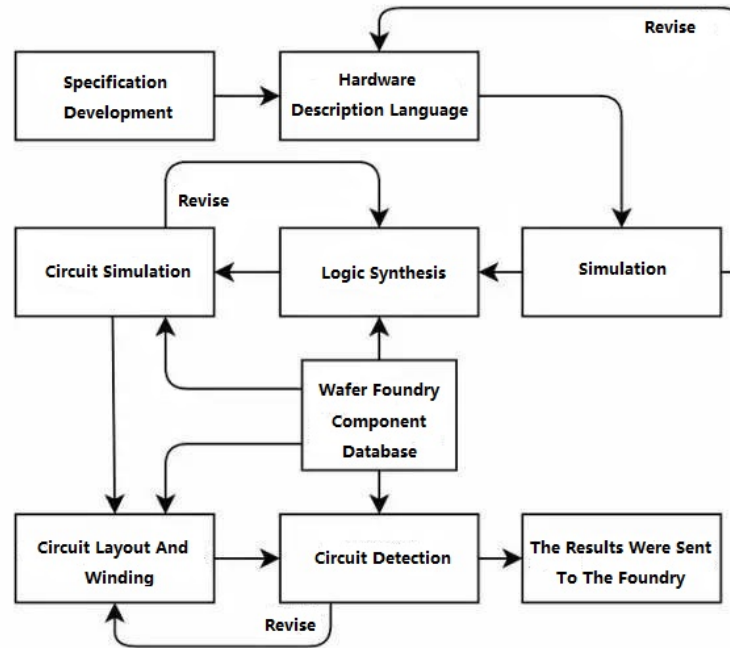 Revise
Specification
Development
Hardware
Description Language
Revise
Circuit Simulation
Logic Synthesis
Simulation
Wafer Foundry
Component
Database
Circuit Layout And
Winding
Circuit Detection
The Results Were Sent
To The Foundry
Revise